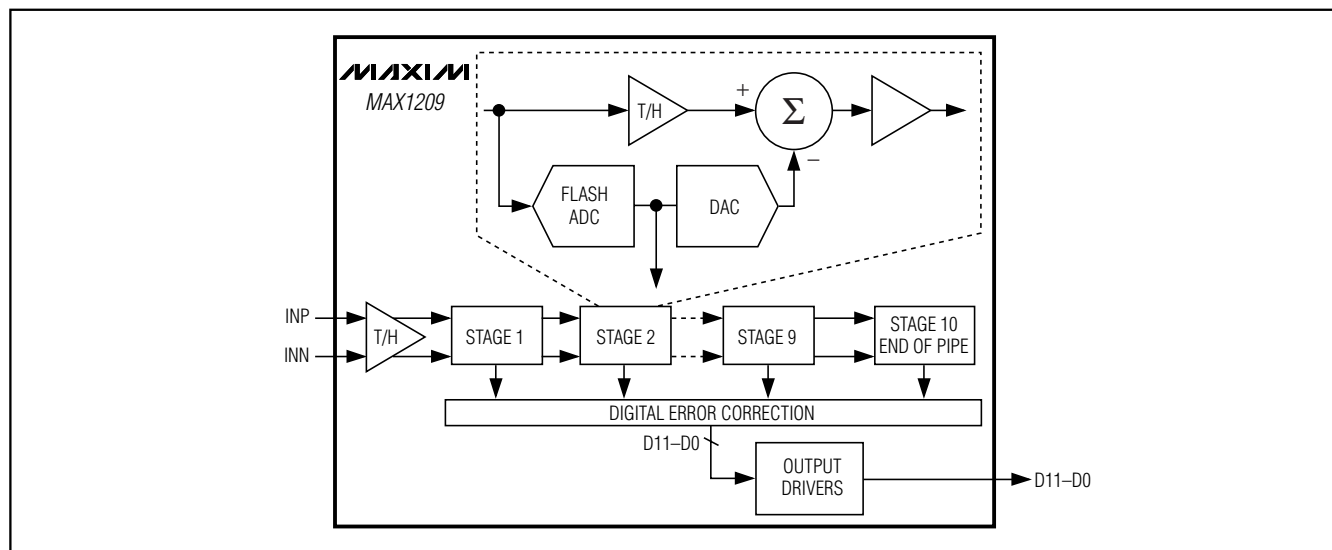 MAXIM
MAX1209
T/H
+
Σ
−
FLASH
ADC
DAC
INP
INN
T/H
STAGE 1
STAGE 2
STAGE 9
STAGE 10
END OF PIPE
DIGITAL ERROR CORRECTION
D11–D0
OUTPUT
DRIVERS
D11–D0